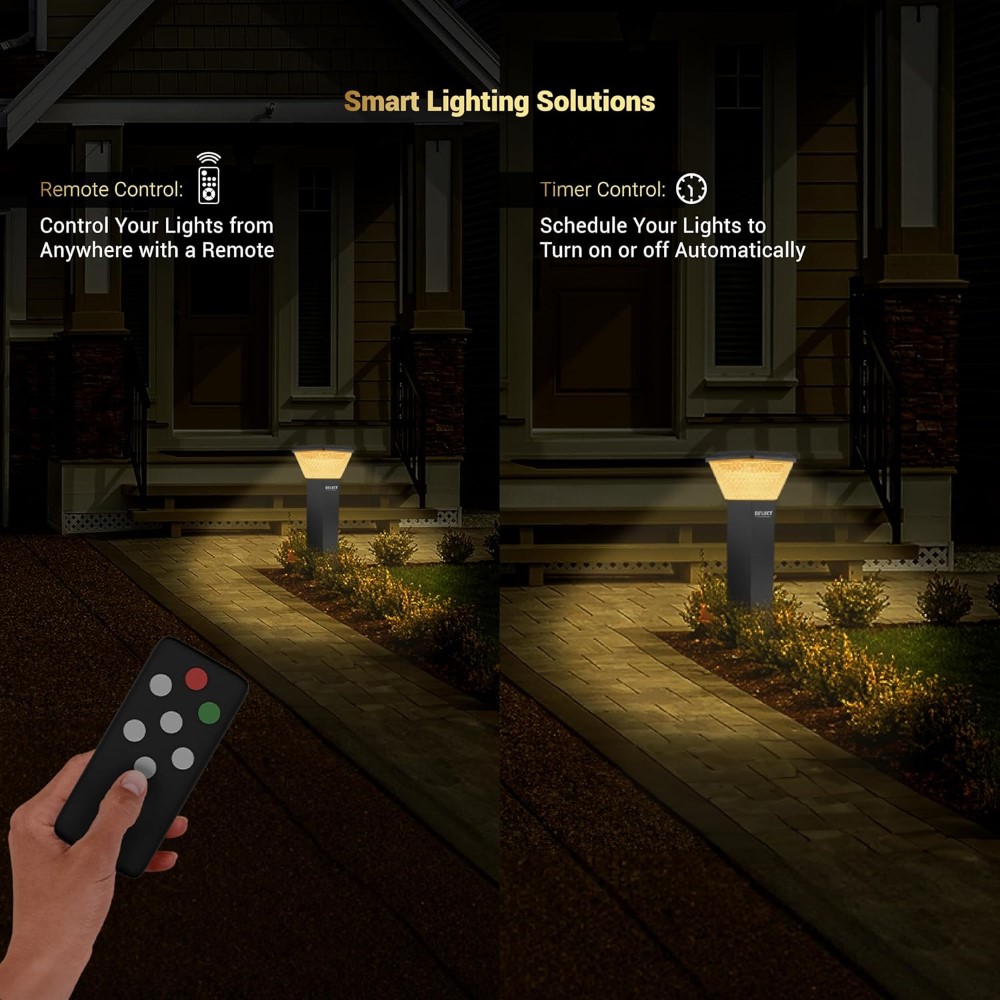 Smart Lighting Solutions
Remote Control:
Control Your Lights from
Anywhere with a Remote
Timer Control:
Schedule Your Lights to
Turn on or off Automatically